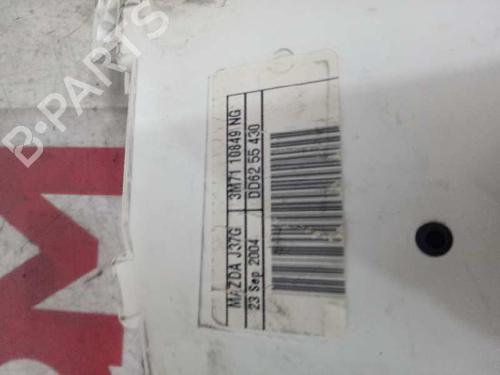 MAZDA J37G 3M71 10849 NG
23 Sep 2004 DD62 55 430
B-PARTS